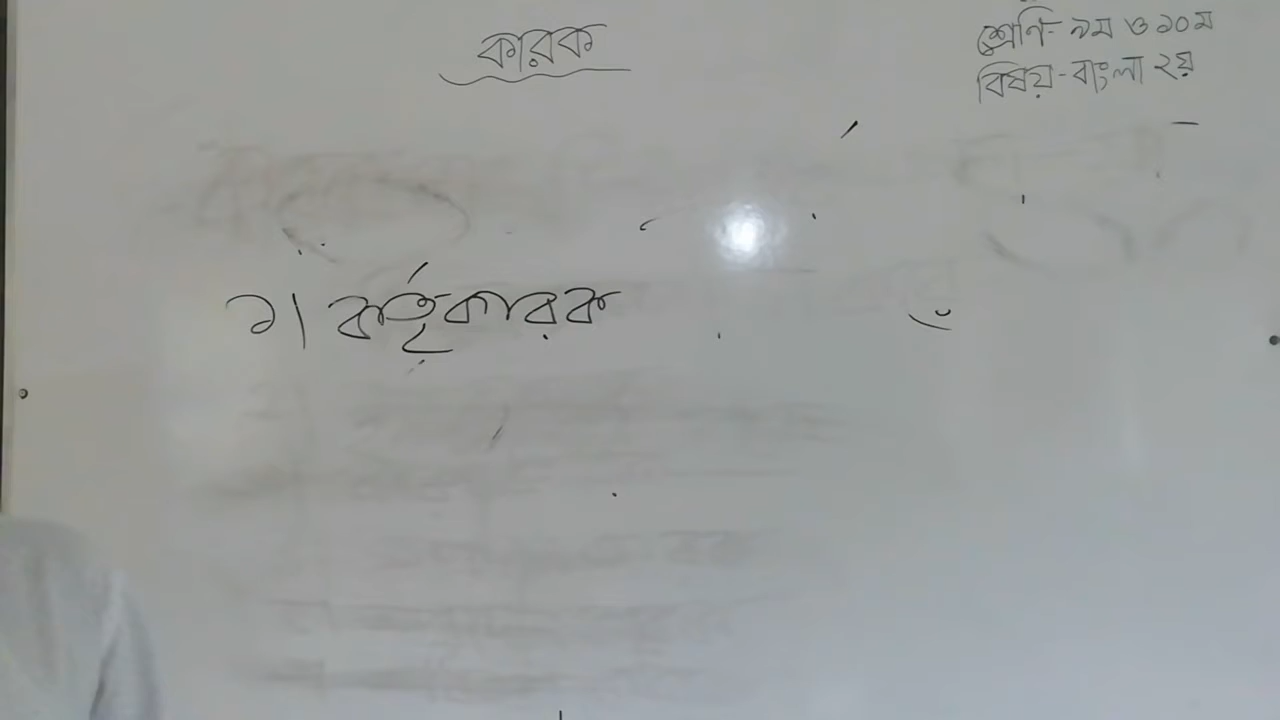 কারক
শ্রেণি- ৯ম ও ১০ম
বিষয়- বাংলা ২য়
১। কর্তৃকারক